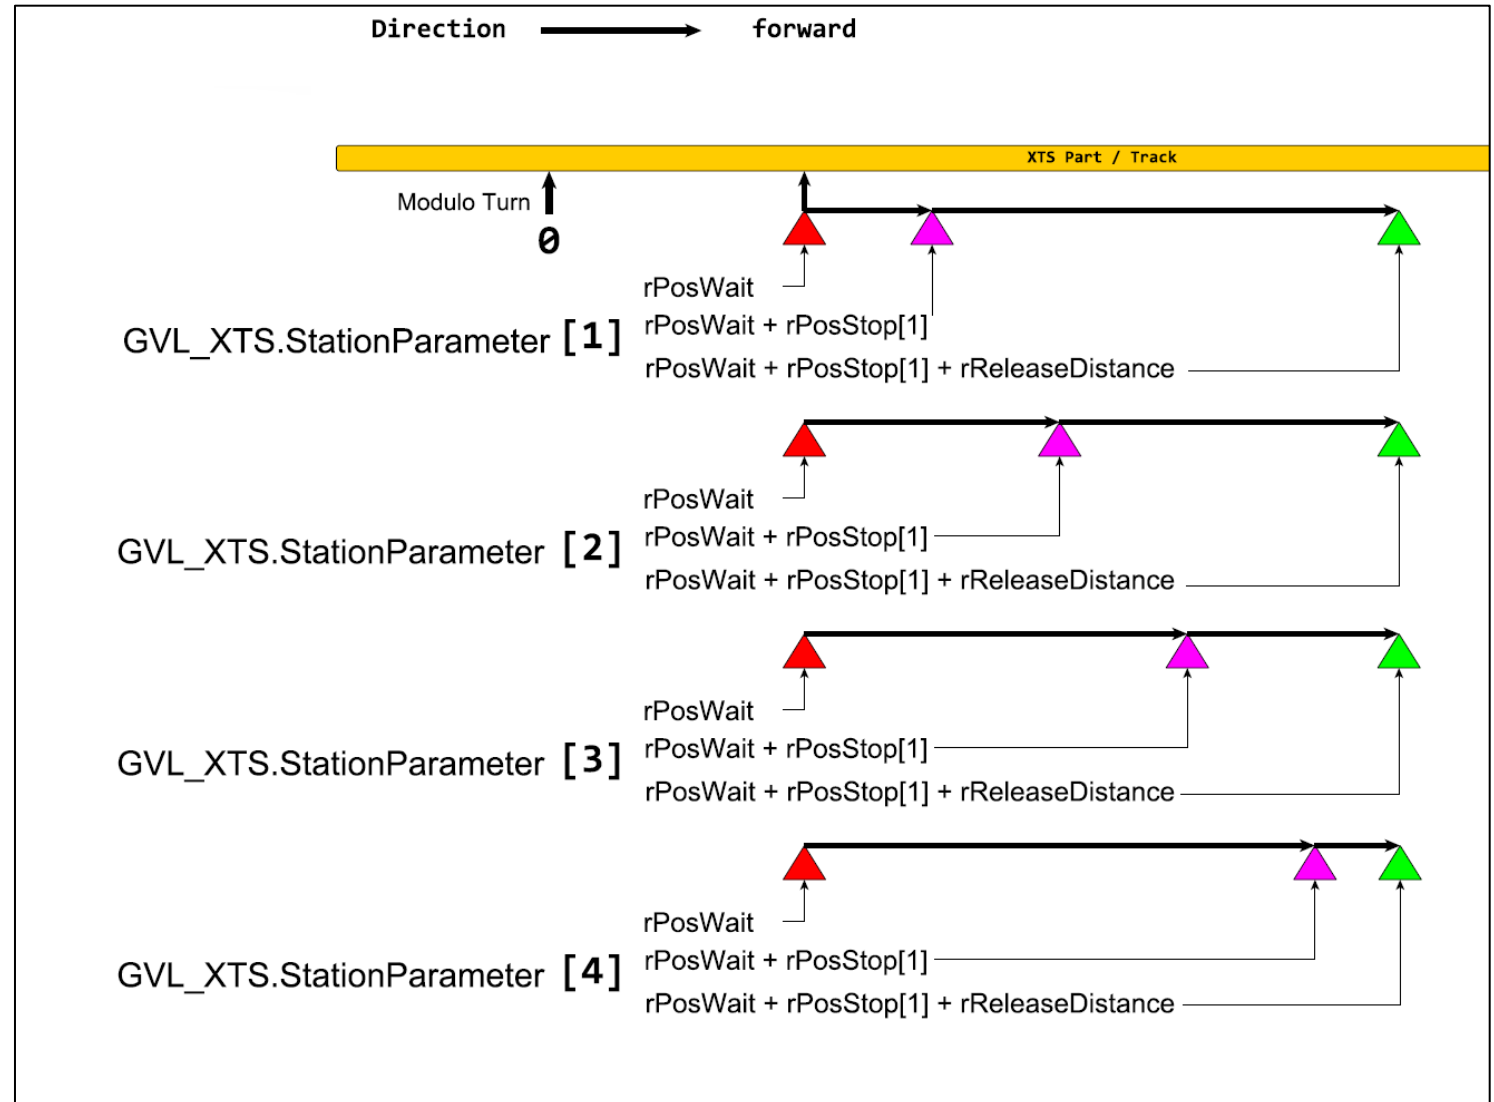 Direction forward
XTS Part / Track
Modulo Turn
0
rPosWait
GVL_XTS.StationParameter [1] rPosWait + rPosStop[1]
rPosWait + rPosStop[1] + rReleaseDistance
rPosWait
GVL_XTS.StationParameter [2] rPosWait + rPosStop[1]
rPosWait + rPosStop[1] + rReleaseDistance
rPosWait
GVL_XTS.StationParameter [3] rPosWait + rPosStop[1]
rPosWait + rPosStop[1] + rReleaseDistance
rPosWait
GVL_XTS.StationParameter [4] rPosWait + rPosStop[1]
rPosWait + rPosStop[1] + rReleaseDistance